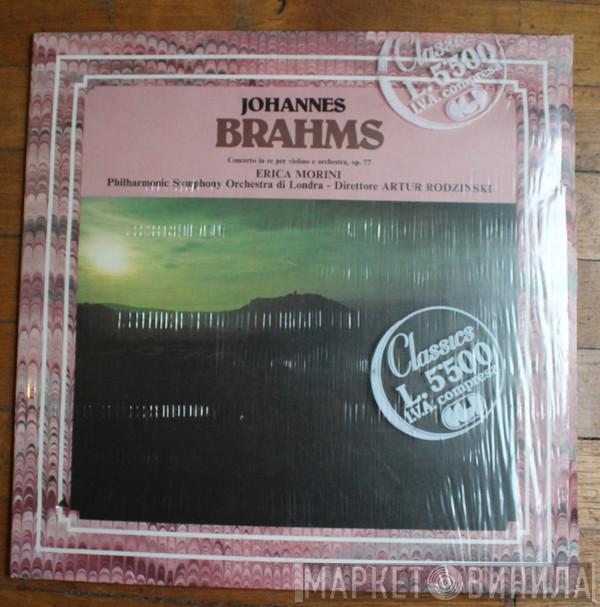 Classics
L. 5500
I.V.A. compresa
JOHANNES
BRAHMS
Concerto in re per violino e orchestra, op. 77
ERICA MORINI
Philharmonic Symphony Orchestra di Londra - Direttore ARTUR RODZINSKI
Classics
L. 5500
I.V.A. compresa
МАРКЕТ ВИНИЛА